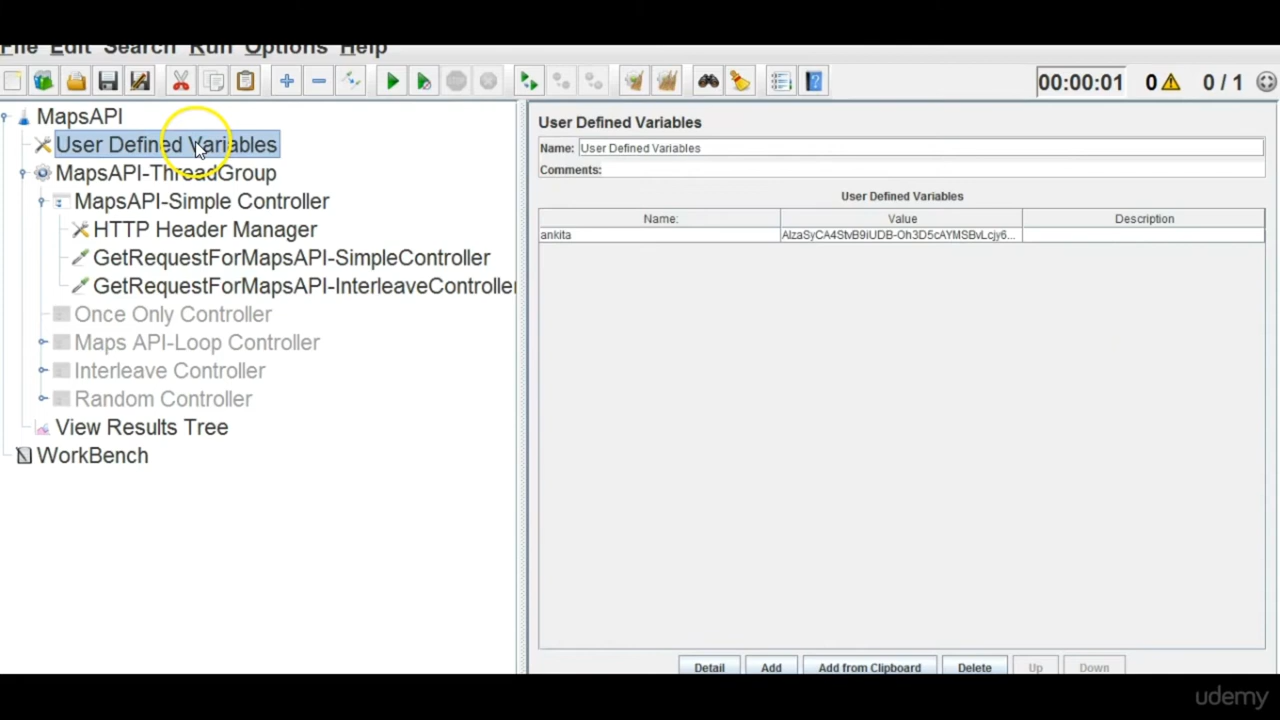 File Edit Search Run Options Help
00:00:01 0 0 / 1
MapsAPI
User Defined Variables
MapsAPI-ThreadGroup
MapsAPI-Simple Controller
HTTP Header Manager
GetRequestForMapsAPI-SimpleController
GetRequestForMapsAPI-InterleaveController
Once Only Controller
Maps API-Loop Controller
Interleave Controller
Random Controller
View Results Tree
WorkBench
User Defined Variables
Name: User Defined Variables
Comments:
User Defined Variables
Name: Value Description
ankita
Detail Add Add from Clipboard Delete Up Down
udemy